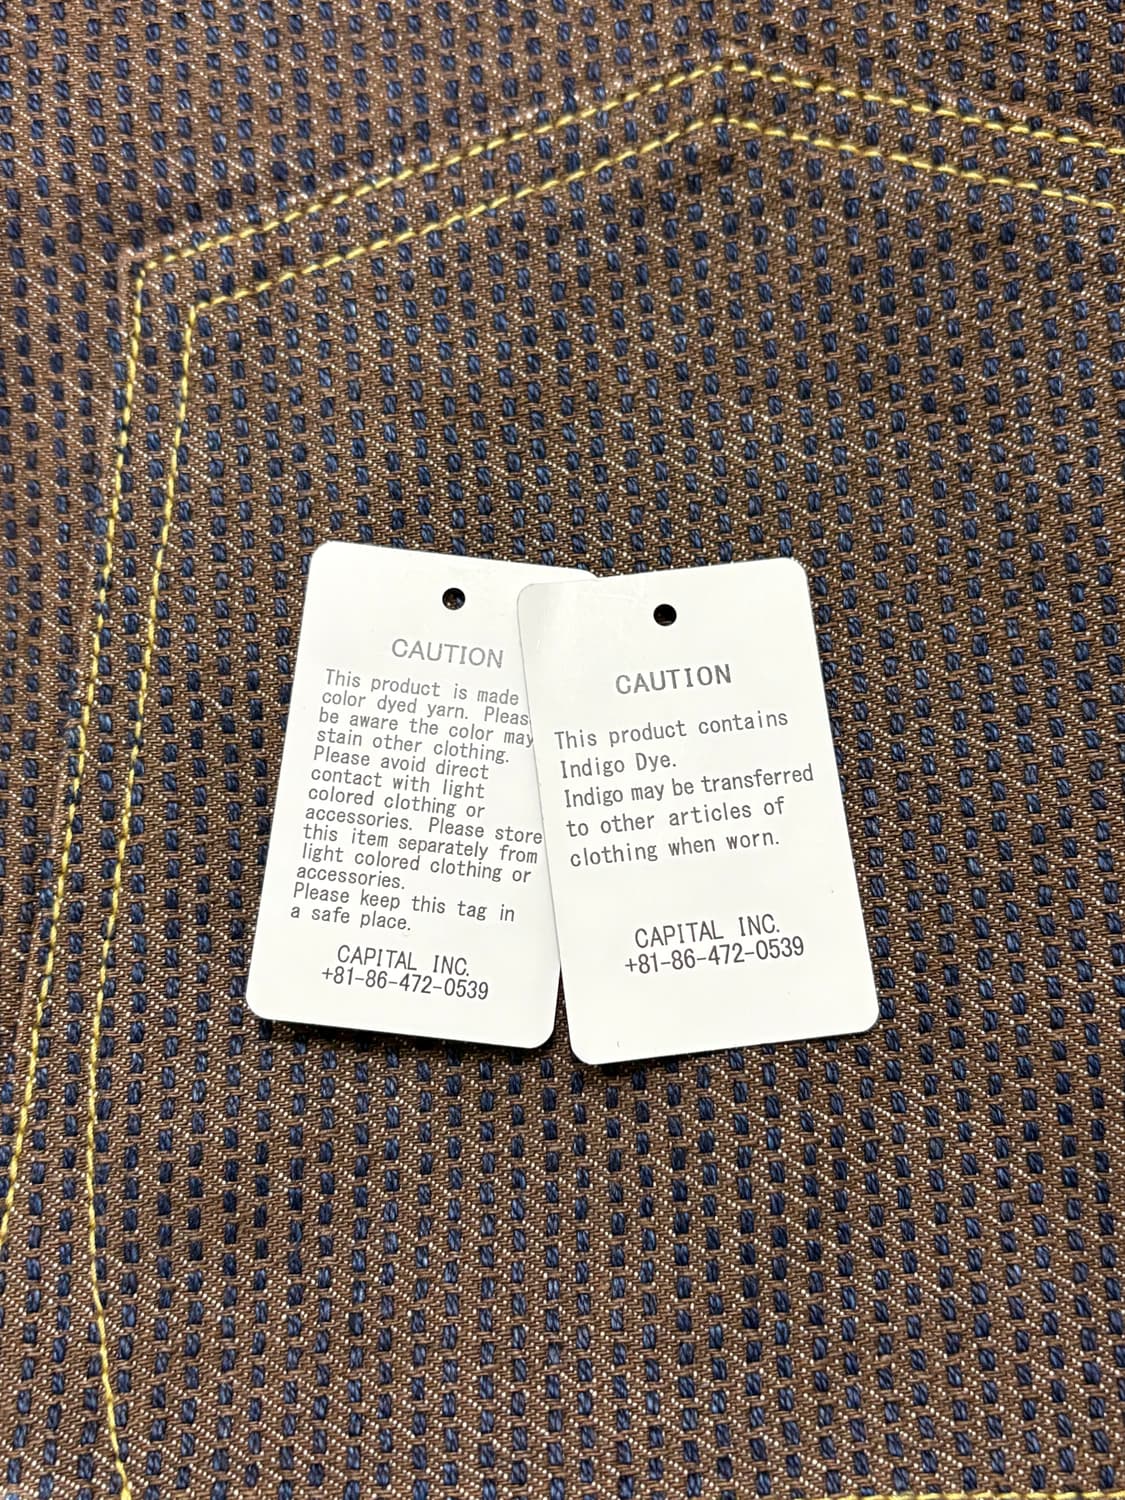 CAUTION
This product is made
color dyed yarn. Pleas
be aware the color may
stain other clothing.
Please avoid direct
contact with light
colored clothing or
accessories. Please store
this item separately from
light colored clothing or
accessories.
Please keep this tag in
a safe place.
CAPITAL INC.
+81-86-472-0539
CAUTION
This product contains
Indigo Dye.
Indigo may be transferred
to other articles of
clothing when worn.
CAPITAL INC.
+81-86-472-0539